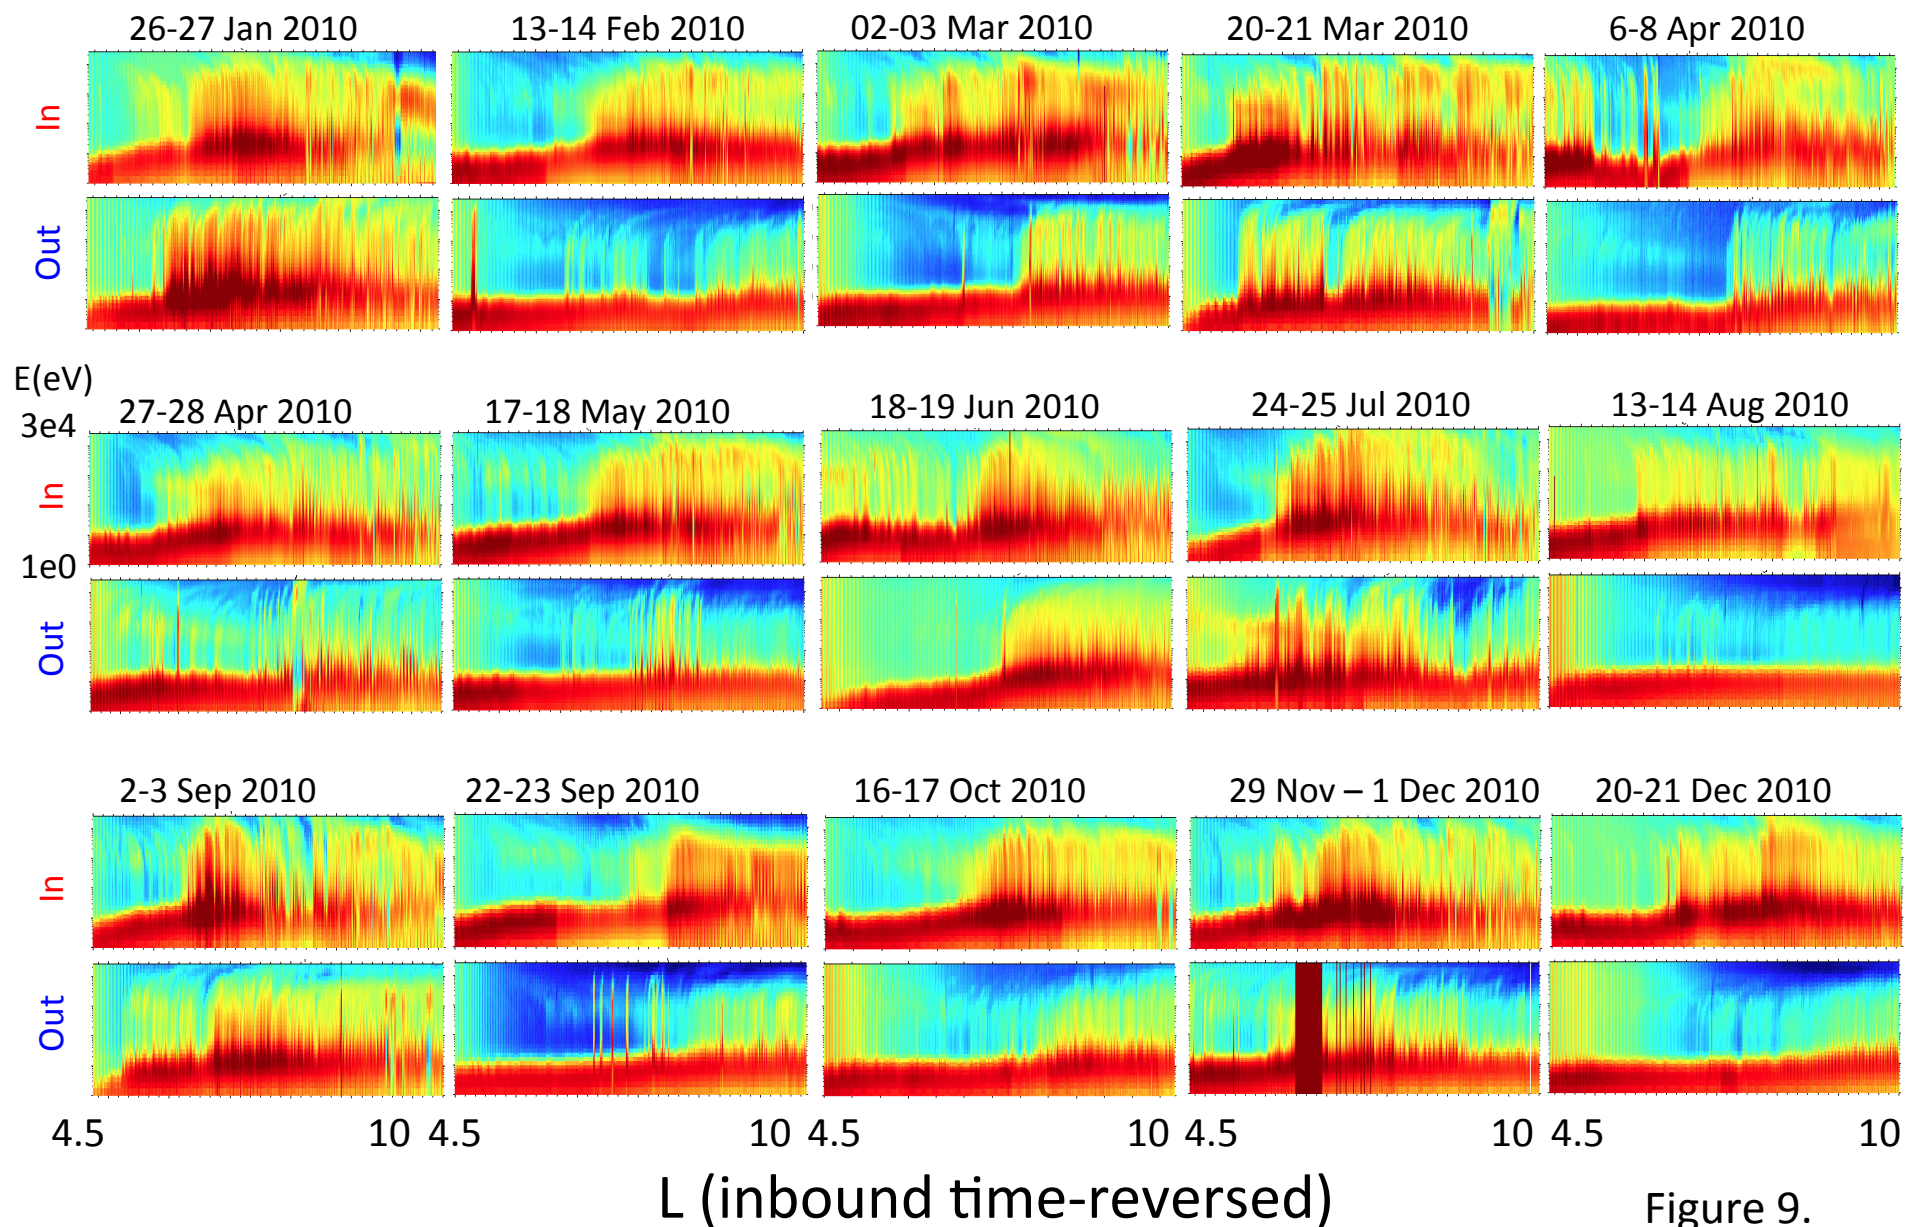 26-27 Jan 2010 13-14 Feb 2010 02-03 Mar 2010 20-21 Mar 2010 6-8 Apr 2010
In
Out
E(eV)
27-28 Apr 2010 17-18 May 2010 18-19 Jun 2010 24-25 Jul 2010 13-14 Aug 2010
3e4
In
1e0
Out
2-3 Sep 2010 22-23 Sep 2010 16-17 Oct 2010 29 Nov – 1 Dec 2010 20-21 Dec 2010
In
Out
4.5 10 4.5 10 4.5 10 4.5 10 4.5 10
L (inbound time-reversed)
Figure 9.